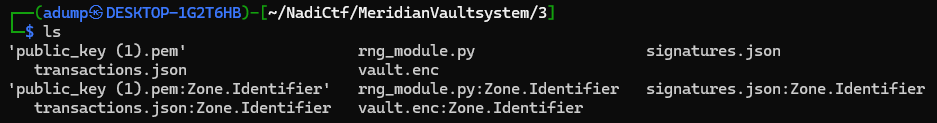 ┌──(adump㉿DESKTOP-1G2T6HB)-[~/NadiCtf/MeridianVaultsystem/3]
└─$ ls
'public_key (1).pem' rng_module.py signatures.json
transactions.json vault.enc
'public_key (1).pem:Zone.Identifier' rng_module.py:Zone.Identifier signatures.json:Zone.Identifier
transactions.json:Zone.Identifier vault.enc:Zone.Identifier